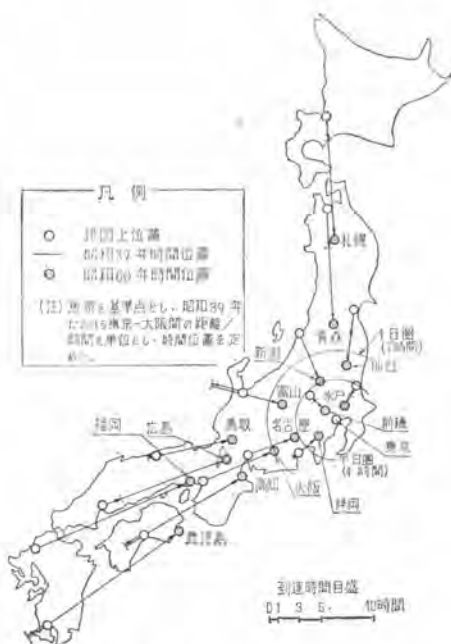 凡例
地図上位置
昭和39年時間位置
昭和60年時間位置
(注) 東京を基準点とし、昭和39年
における東京-大阪間の距離/
時間を単位とし、時間位置を定
めた。
札幌
青森
1日圏
(7時間)
仙台
新潟
富山
水戸
前橋
東京
名古屋
半日圏
(4時間)
静岡
大阪
鳥取
広島
福岡
高知
鹿児島
到達時間目盛
0 1 3 5 10時間